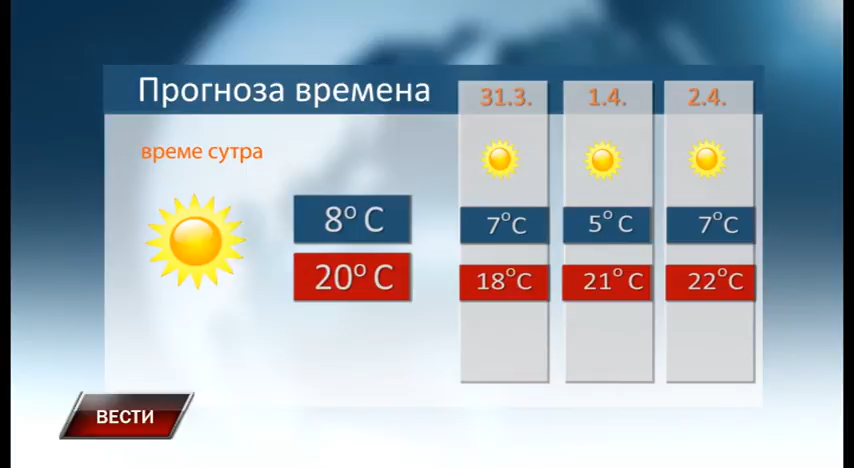 Прогноза времена
31.3. 1.4. 2.4.
време сутра
8° C
7°C 5° C 7°C
20° C
18°C 21° C 22°C
ВЕСТИ